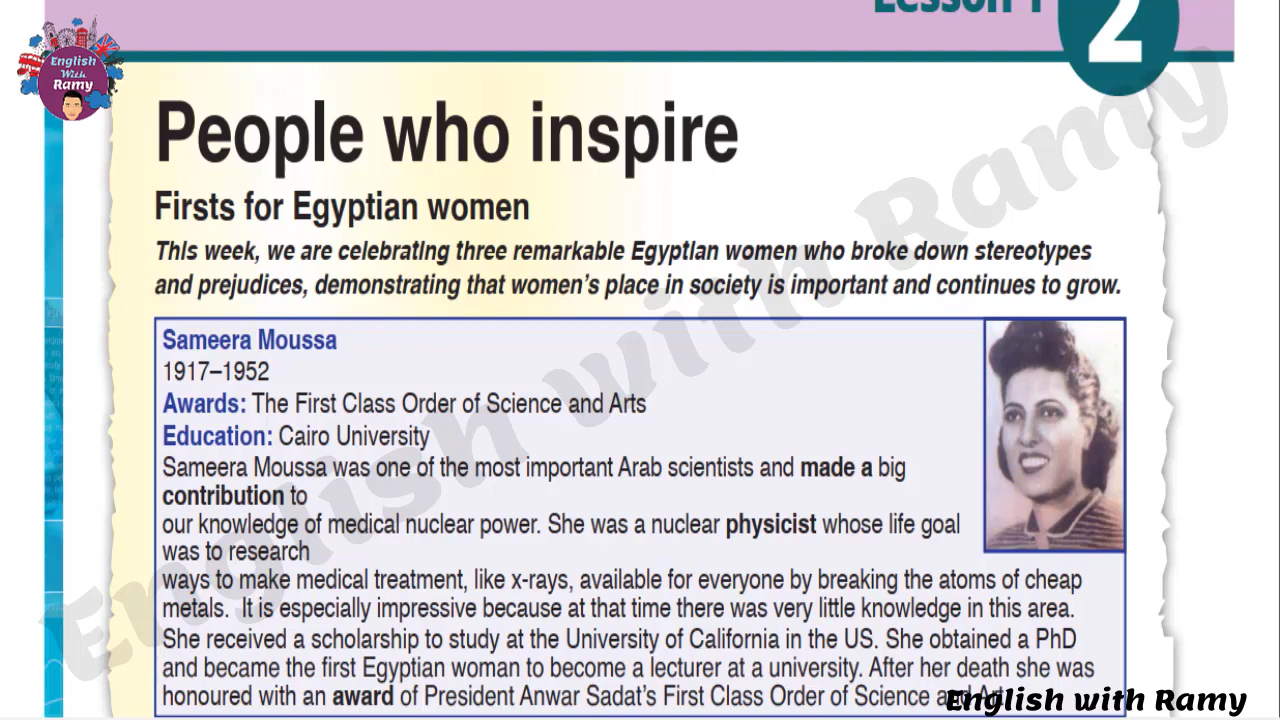 Lesson 1
2
English
With
Ramy
People who inspire
Firsts for Egyptian women
This week, we are celebrating three remarkable Egyptian women who broke down stereotypes
and prejudices, demonstrating that women's place in society is important and continues to grow.
Sameera Moussa
1917–1952
Awards: The First Class Order of Science and Arts
Education: Cairo University
Sameera Moussa was one of the most important Arab scientists and made a big
contribution to
our knowledge of medical nuclear power. She was a nuclear physicist whose life goal
was to research
ways to make medical treatment, like x-rays, available for everyone by breaking the atoms of cheap
metals. It is especially impressive because at that time there was very little knowledge in this area.
She received a scholarship to study at the University of California in the US. She obtained a PhD
and became the first Egyptian woman to become a lecturer at a university. After her death she was
honoured with an award of President Anwar Sadat's First Class Order of Science and
English with Ramy
English with Ramy